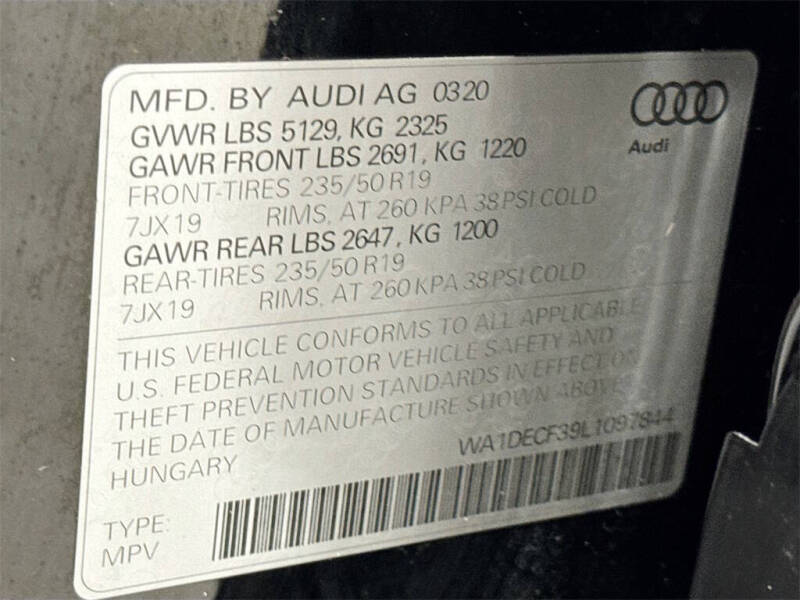 MFD. BY AUDI AG 0320
Audi
GVWR LBS 5129, KG 2325
GAWR FRONT LBS 2691, KG 1220
FRONT-TIRES 235/50 R19
7JX19 RIMS, AT 260 KPA 38 PSI COLD
GAWR REAR LBS 2647, KG 1200
REAR-TIRES 235/50 R19
7JX19 RIMS, AT 260 KPA 38 PSI COLD
THIS VEHICLE CONFORMS TO ALL APPLICABLE
U.S. FEDERAL MOTOR VEHICLE SAFETY AND
THEFT PREVENTION STANDARDS IN EFFECT ON
THE DATE OF MANUFACTURE SHOWN ABOVE
HUNGARY
WA1DECF39L1097844
TYPE:
MPV